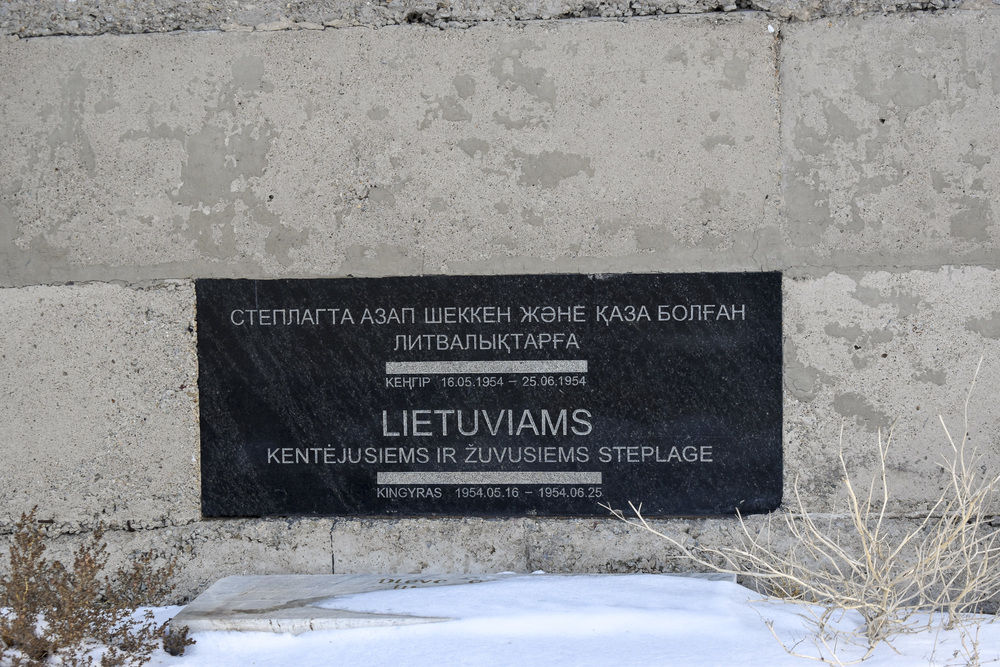 СТЕПЛАГТА АЗАП ШЕККЕН ЖӘНЕ ҚАЗА БОЛҒАН
ЛИТВАЛЫҚТАРҒА
КЕҢГІР 16.05.1954 – 25.06.1954
LIETUVIAMS
KENTĖJUSIEMS IR ŽUVUSIEMS STEPLAGE
KINGYRAS 1954.05.16 – 1954.06.25